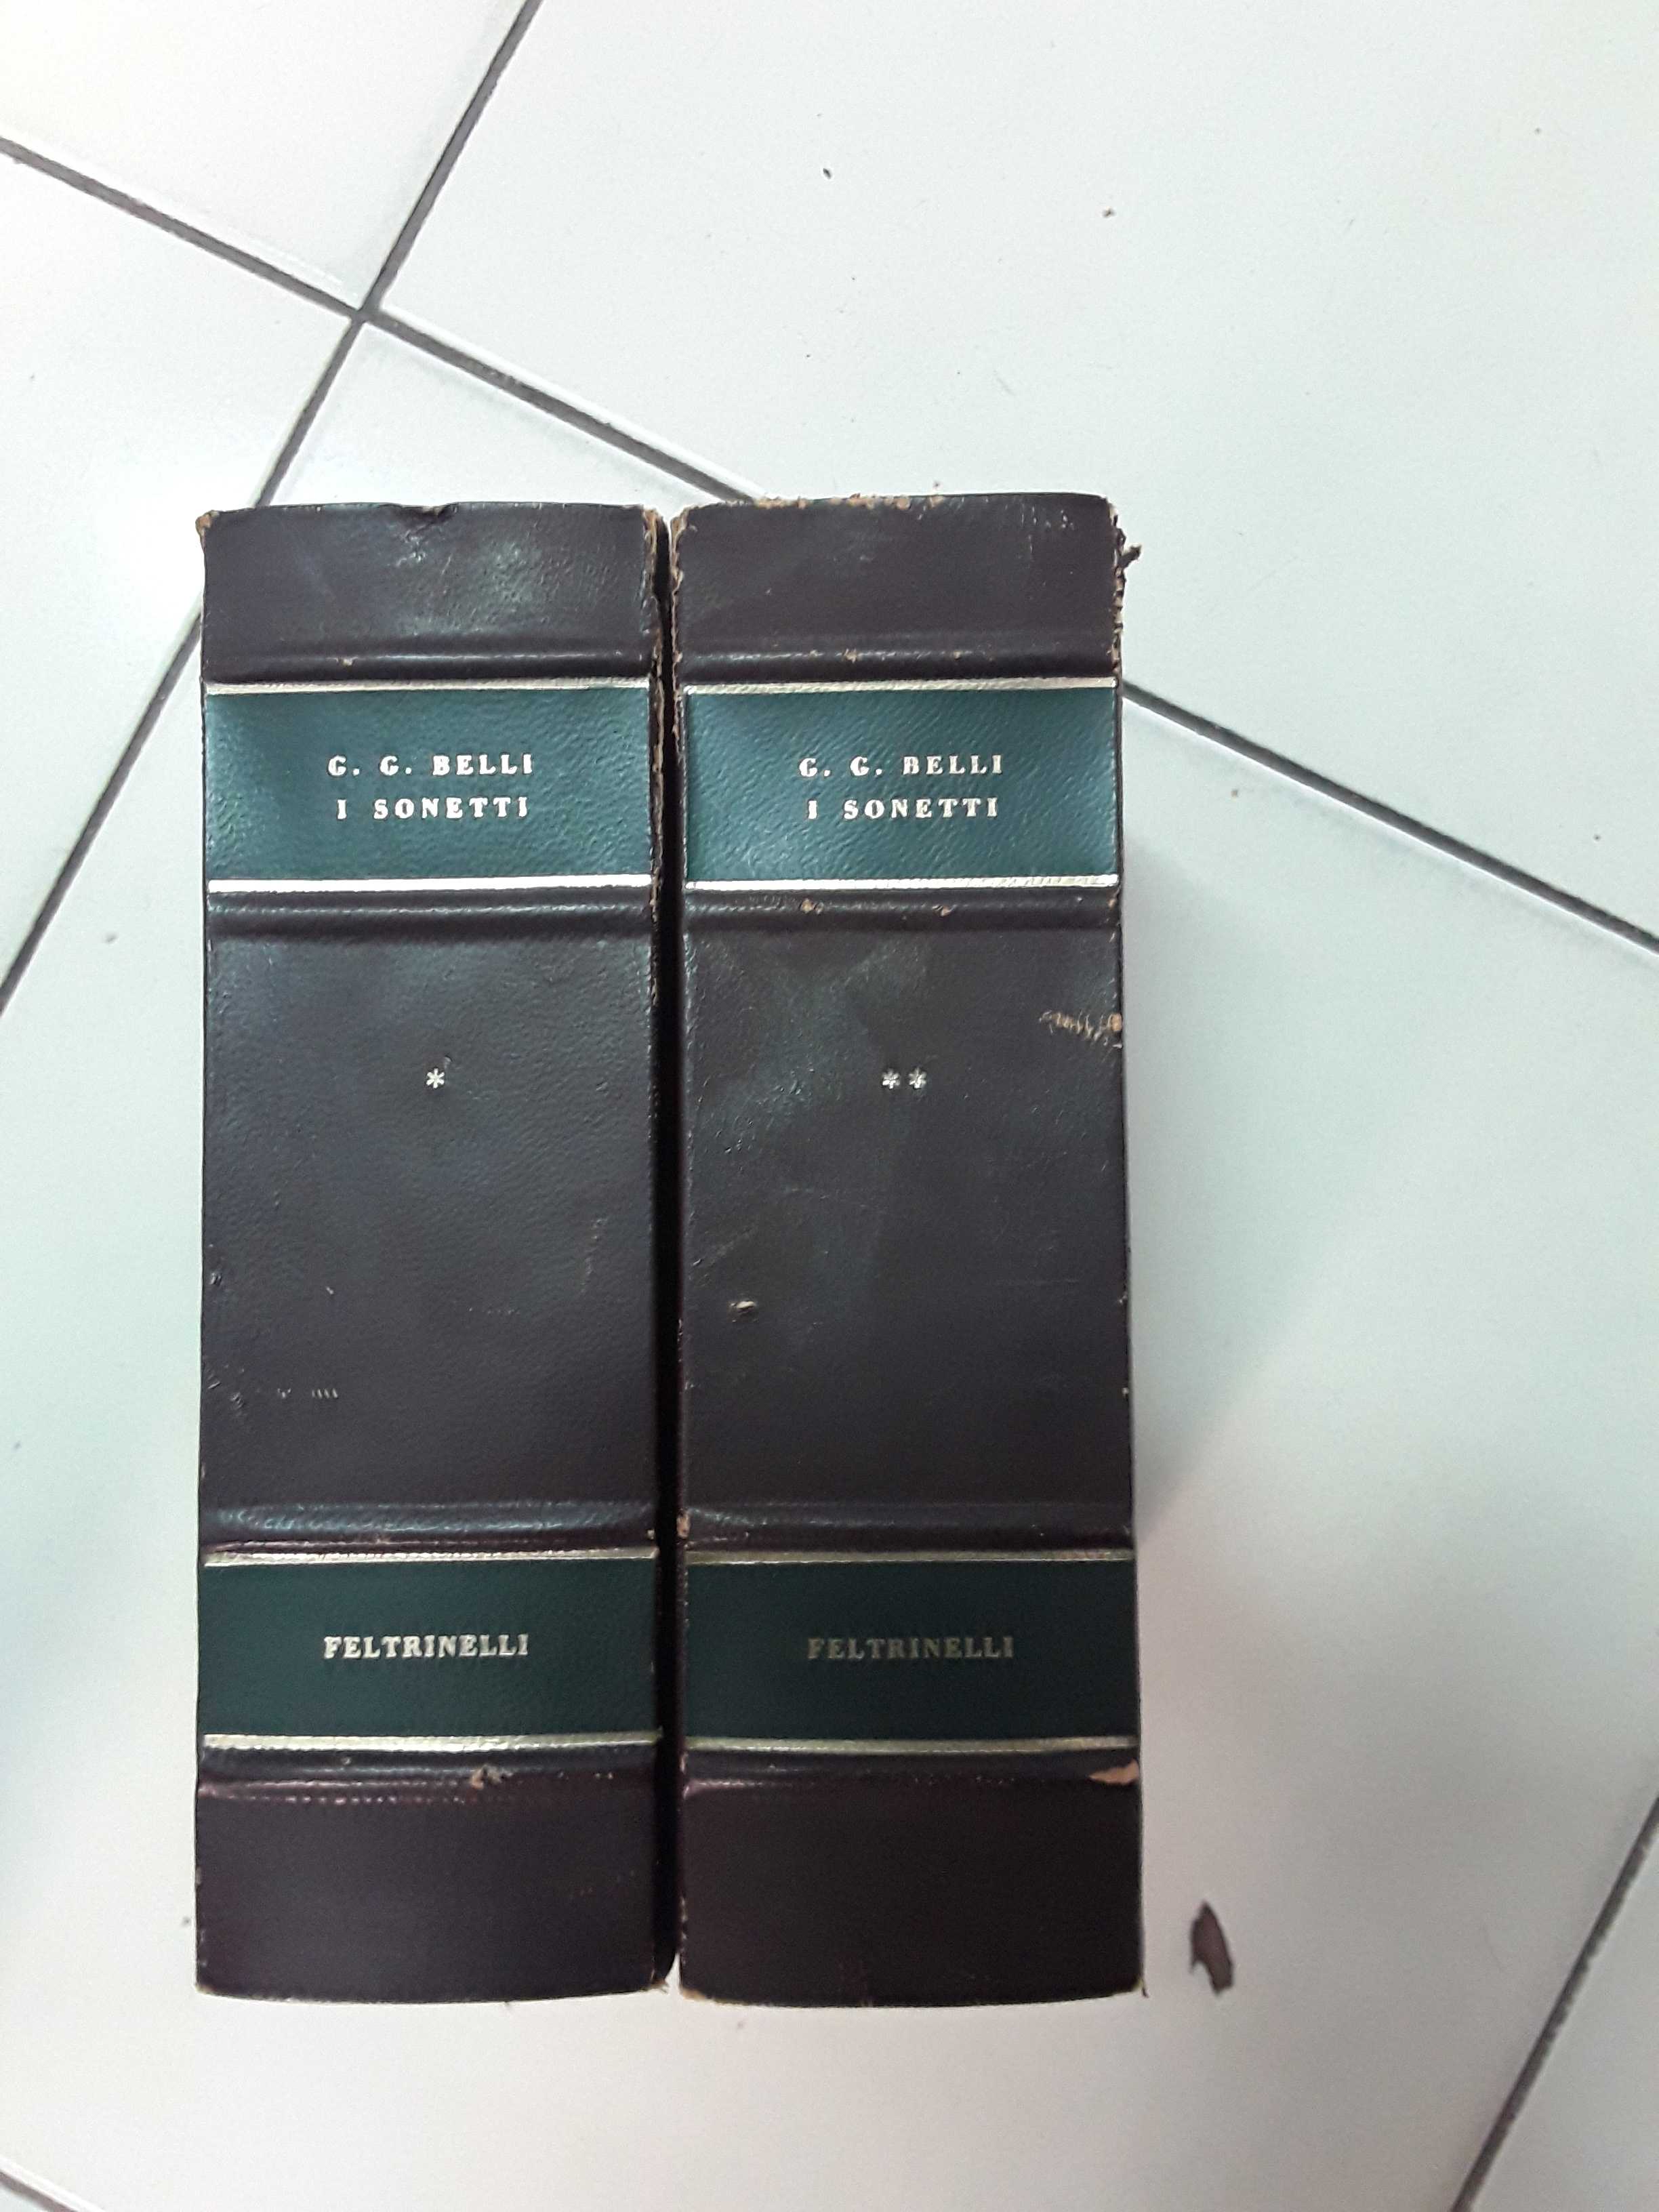 G. G. BELLI
I SONETTI
*
FELTRINELLI
G. G. BELLI
I SONETTI
**
FELTRINELLI